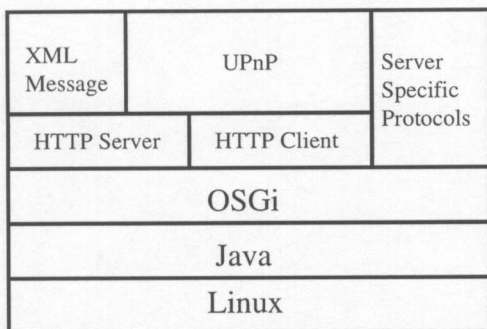 XML
Message
UPnP
Server
Specific
Protocols
HTTP Server
HTTP Client
OSGi
Java
Linux